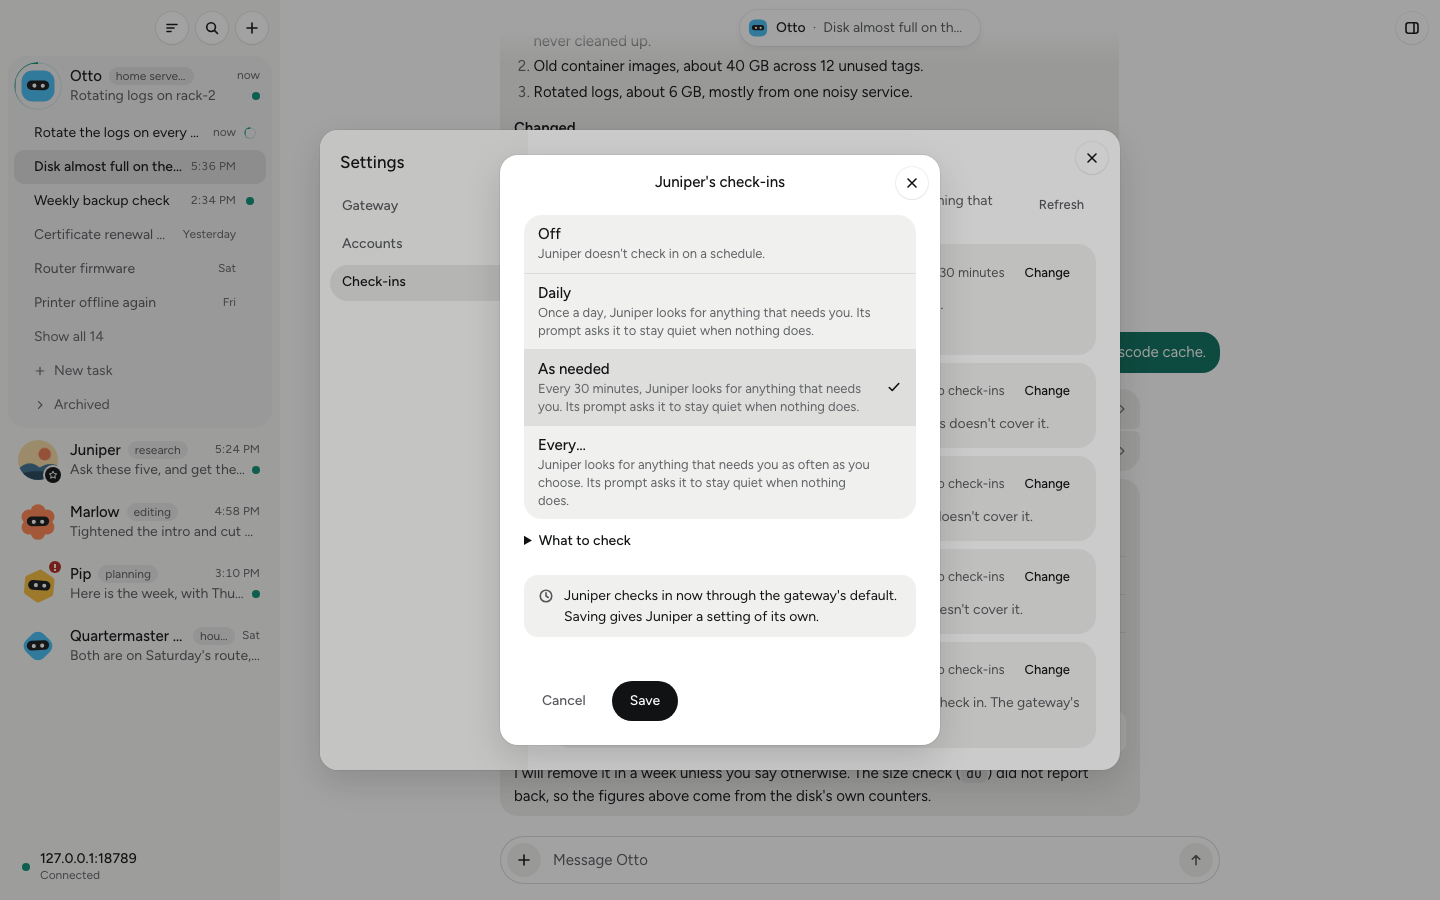 Otto · Disk almost full on th...
Otto home serve... now
Rotating logs on rack-2
Rotate the logs on every ... now
Disk almost full on the... 5:36 PM
Weekly backup check 2:34 PM
Certificate renewal ... Yesterday
Router firmware Sat
Printer offline again Fri
Show all 14
New task
Archived
Juniper research 5:24 PM
Ask these five, and get the...
Marlow editing 4:58 PM
Tightened the intro and cut ...
Pip planning 3:10 PM
Here is the week, with Thu...
Quartermaster ... hou... Sat
Both are on Saturday's route,...
127.0.0.1:18789
Connected
never cleaned up.
2. Old container images, about 40 GB across 12 unused tags.
3. Rotated logs, about 6 GB, mostly from one noisy service.
Changed
Settings
Gateway
Accounts
Check-ins
that
Refresh
30 minutes Change
check-ins Change
doesn't cover it.
check-ins Change
doesn't cover it.
check-ins Change
cover it.
check-ins Change
check in. The gateway's
cache.
Juniper's check-ins
Off
Juniper doesn't check in on a schedule.
Daily
Once a day, Juniper looks for anything that needs you. Its
prompt asks it to stay quiet when nothing does.
As needed
Every 30 minutes, Juniper looks for anything that needs
you. Its prompt asks it to stay quiet when nothing does.
Every...
Juniper looks for anything that needs you as often as you
choose. Its prompt asks it to stay quiet when nothing
does.
What to check
Juniper checks in now through the gateway's default.
Saving gives Juniper a setting of its own.
Cancel Save
I will remove it in a week unless you say otherwise. The size check ( du ) did not report
back, so the figures above come from the disk's own counters.
Message Otto